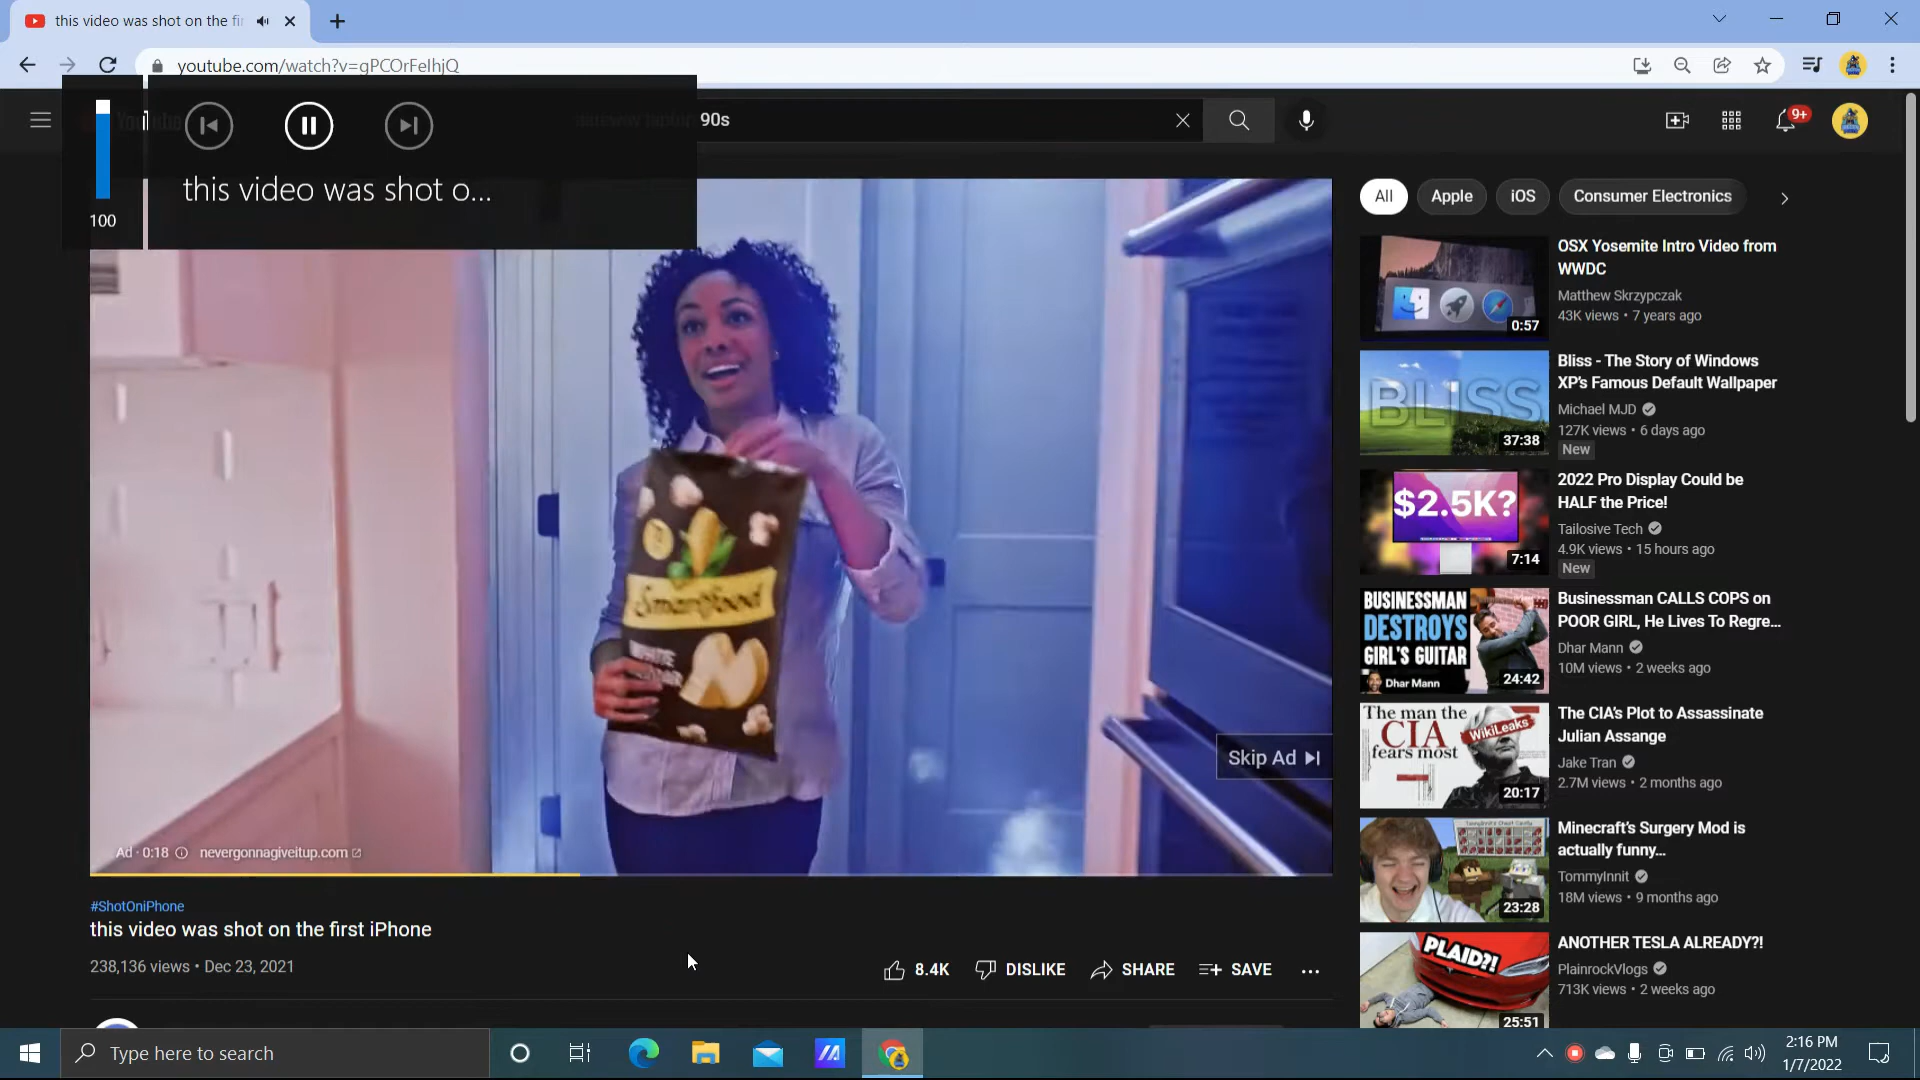 this video was shot on the fir
youtube.com/watch?v=gPCOrFeIhjQ
100
this video was shot o...
90s
9+
All
Apple
iOS
Consumer Electronics
Smartfood
WHITE
Skip Ad
Ad · 0:18
nevergonnagiveitup.com
#ShotOniPhone
this video was shot on the first iPhone
238,136 views • Dec 23, 2021
8.4K
DISLIKE
SHARE
SAVE
0:57
OSX Yosemite Intro Video from
WWDC
Matthew Skrzypczak
43K views • 7 years ago
BLISS
37:38
Bliss - The Story of Windows
XP's Famous Default Wallpaper
Michael MJD
127K views • 6 days ago
New
$2.5K?
7:14
2022 Pro Display Could be
HALF the Price!
Tailosive Tech
4.9K views • 15 hours ago
New
BUSINESSMAN
DESTROYS
GIRL'S GUITAR
Dhar Mann
24:42
Businessman CALLS COPS on
POOR GIRL, He Lives To Regre...
Dhar Mann
10M views • 2 weeks ago
The man the
CIA
fears most
WikiLeaks
20:17
The CIA's Plot to Assassinate
Julian Assange
Jake Tran
2.7M views • 2 months ago
23:28
Minecraft's Surgery Mod is
actually funny...
TommyInnit
18M views • 9 months ago
PLAID?!
25:51
ANOTHER TESLA ALREADY?!
PlainrockVlogs
713K views • 2 weeks ago
Type here to search
2:16 PM
1/7/2022